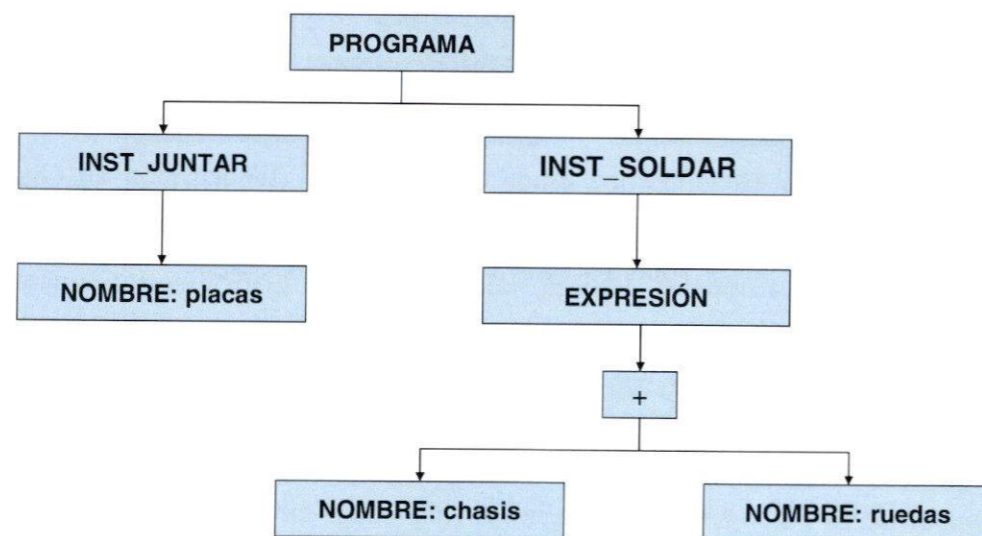 PROGRAMA
INST_JUNTAR
INST_SOLDAR
NOMBRE: placas
EXPRESIÓN
+
NOMBRE: chasis
NOMBRE: ruedas